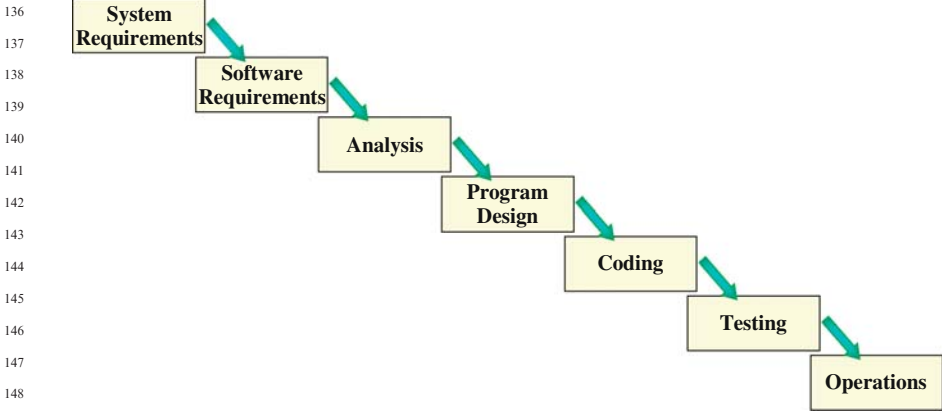 136
System
Requirements
137
138
Software
Requirements
139
140
Analysis
141
142
Program
Design
143
144
Coding
145
146
Testing
147
148
Operations